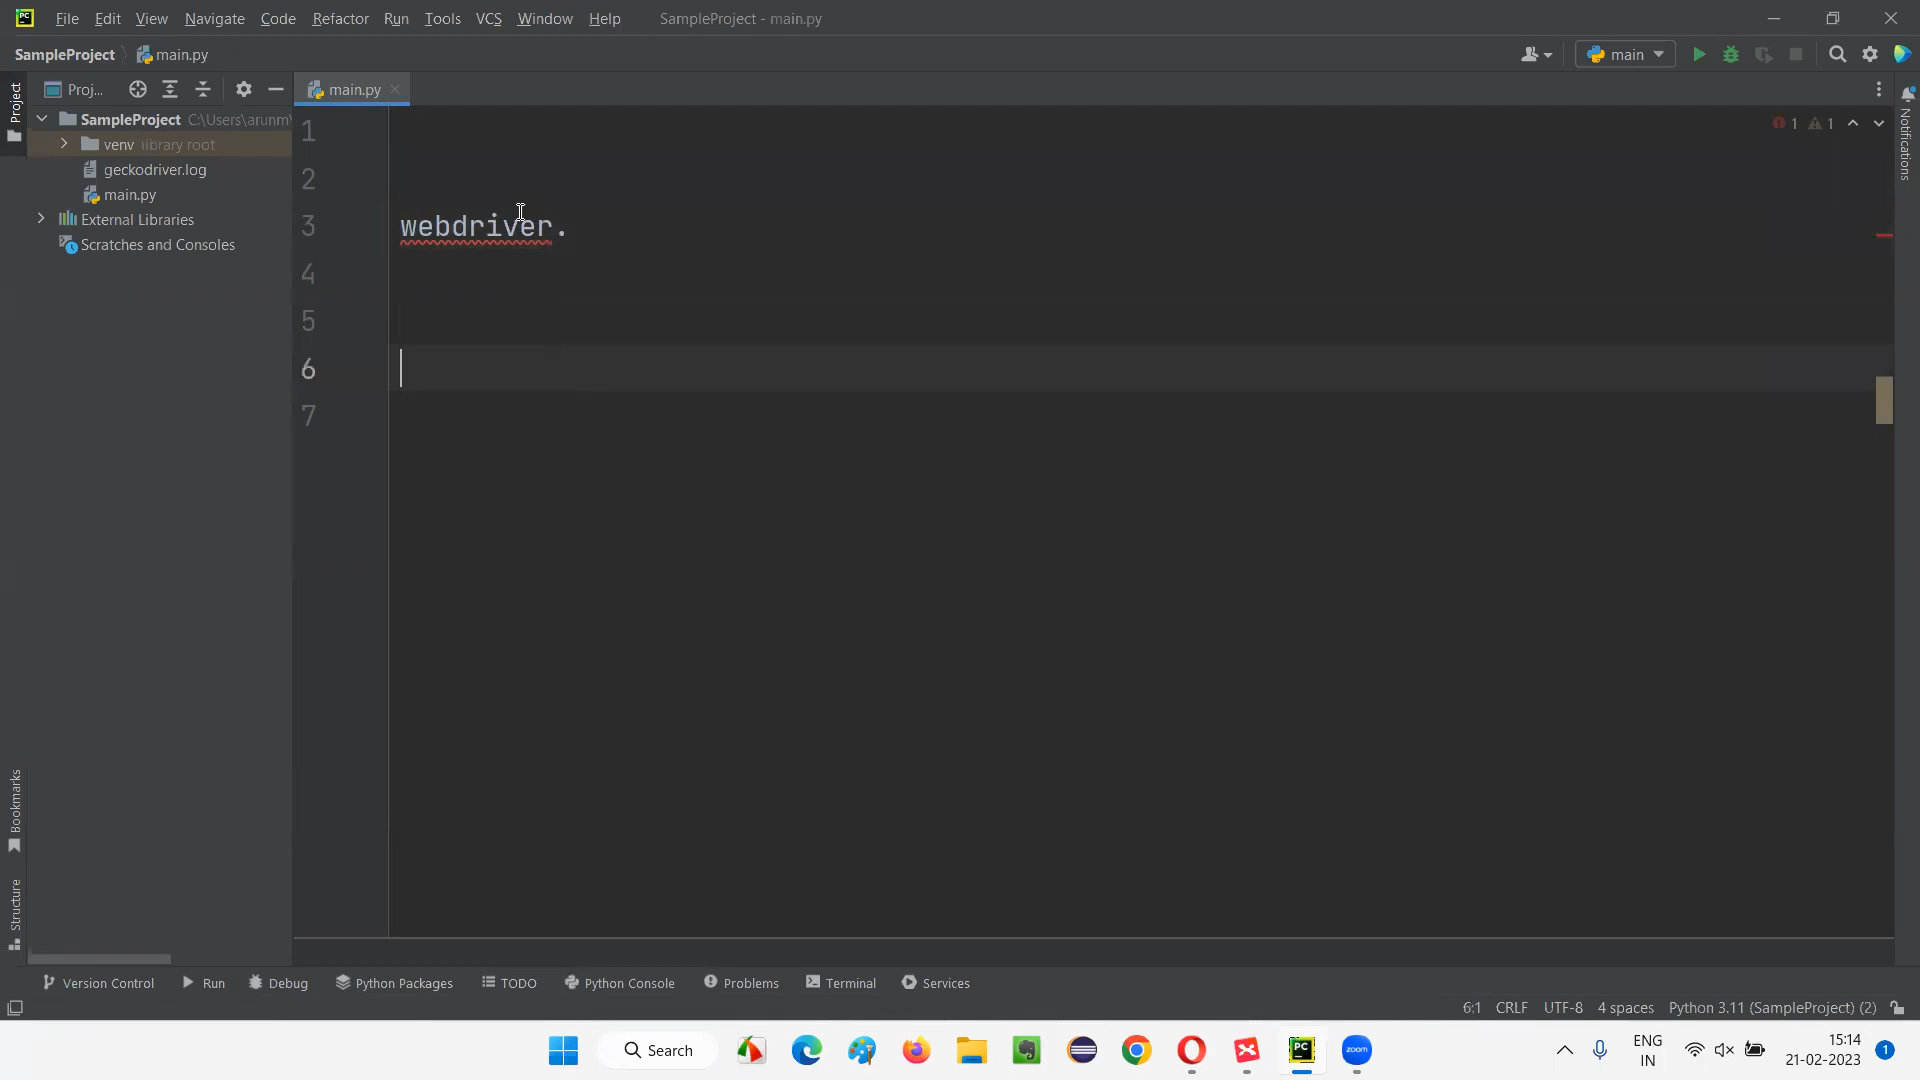 File Edit View Navigate Code Refactor Run Tools VCS Window Help SampleProject - main.py
SampleProject main.py
main
Project
Proj...
main.py
SampleProject C:\Users\arunm\
venv library root
geckodriver.log
main.py
External Libraries
Scratches and Consoles
1
2
3 webdriver.
4
5
6
7
1 1
Notifications
Bookmarks
Structure
Version Control Run Debug Python Packages TODO Python Console Problems Terminal Services
6:1 CRLF UTF-8 4 spaces Python 3.11 (SampleProject) (2)
Search
zoom
ENG
IN
15:14
21-02-2023
1